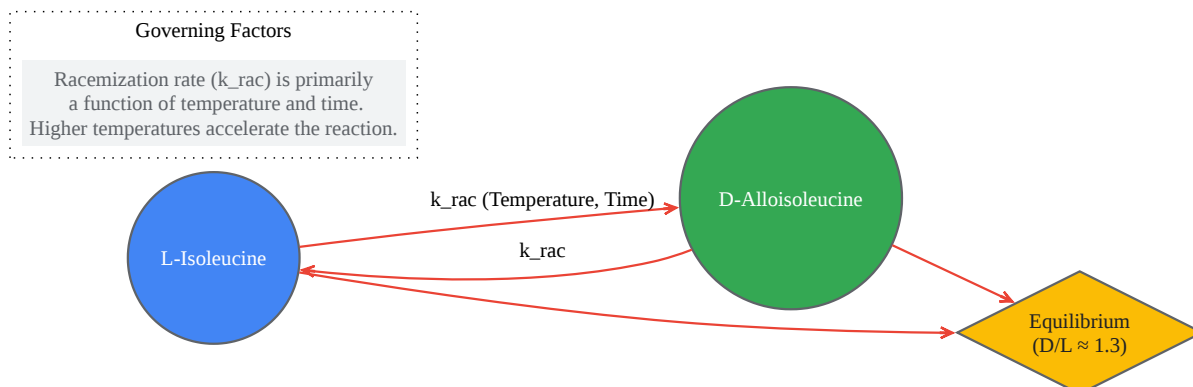 Governing Factors
Racemization rate (k_rac) is primarily
a function of temperature and time.
Higher temperatures accelerate the reaction.
k_rac (Temperature, Time)
D-Alloisoleucine
k_rac
L-Isoleucine
Equilibrium
(D/L ≈ 1.3)